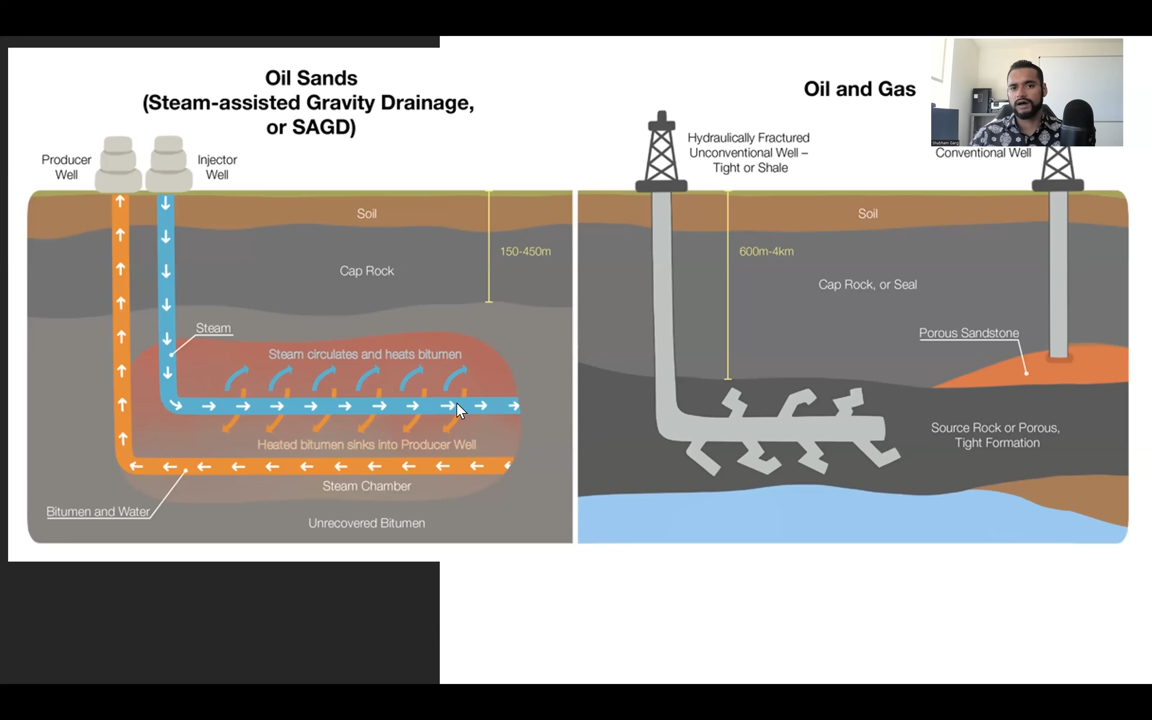 Oil Sands
(Steam-assisted Gravity Drainage,
or SAGD)
Producer
Well
Injector
Well
Soil
150-450m
Cap Rock
Steam
Steam circulates and heats bitumen
Heated bitumen sinks into Producer Well
Steam Chamber
Bitumen and Water
Unrecovered Bitumen
Oil and Gas
Hydraulically Fractured
Unconventional Well –
Tight or Shale
Conventional Well
Soil
600m-4km
Cap Rock, or Seal
Porous Sandstone
Source Rock or Porous,
Tight Formation